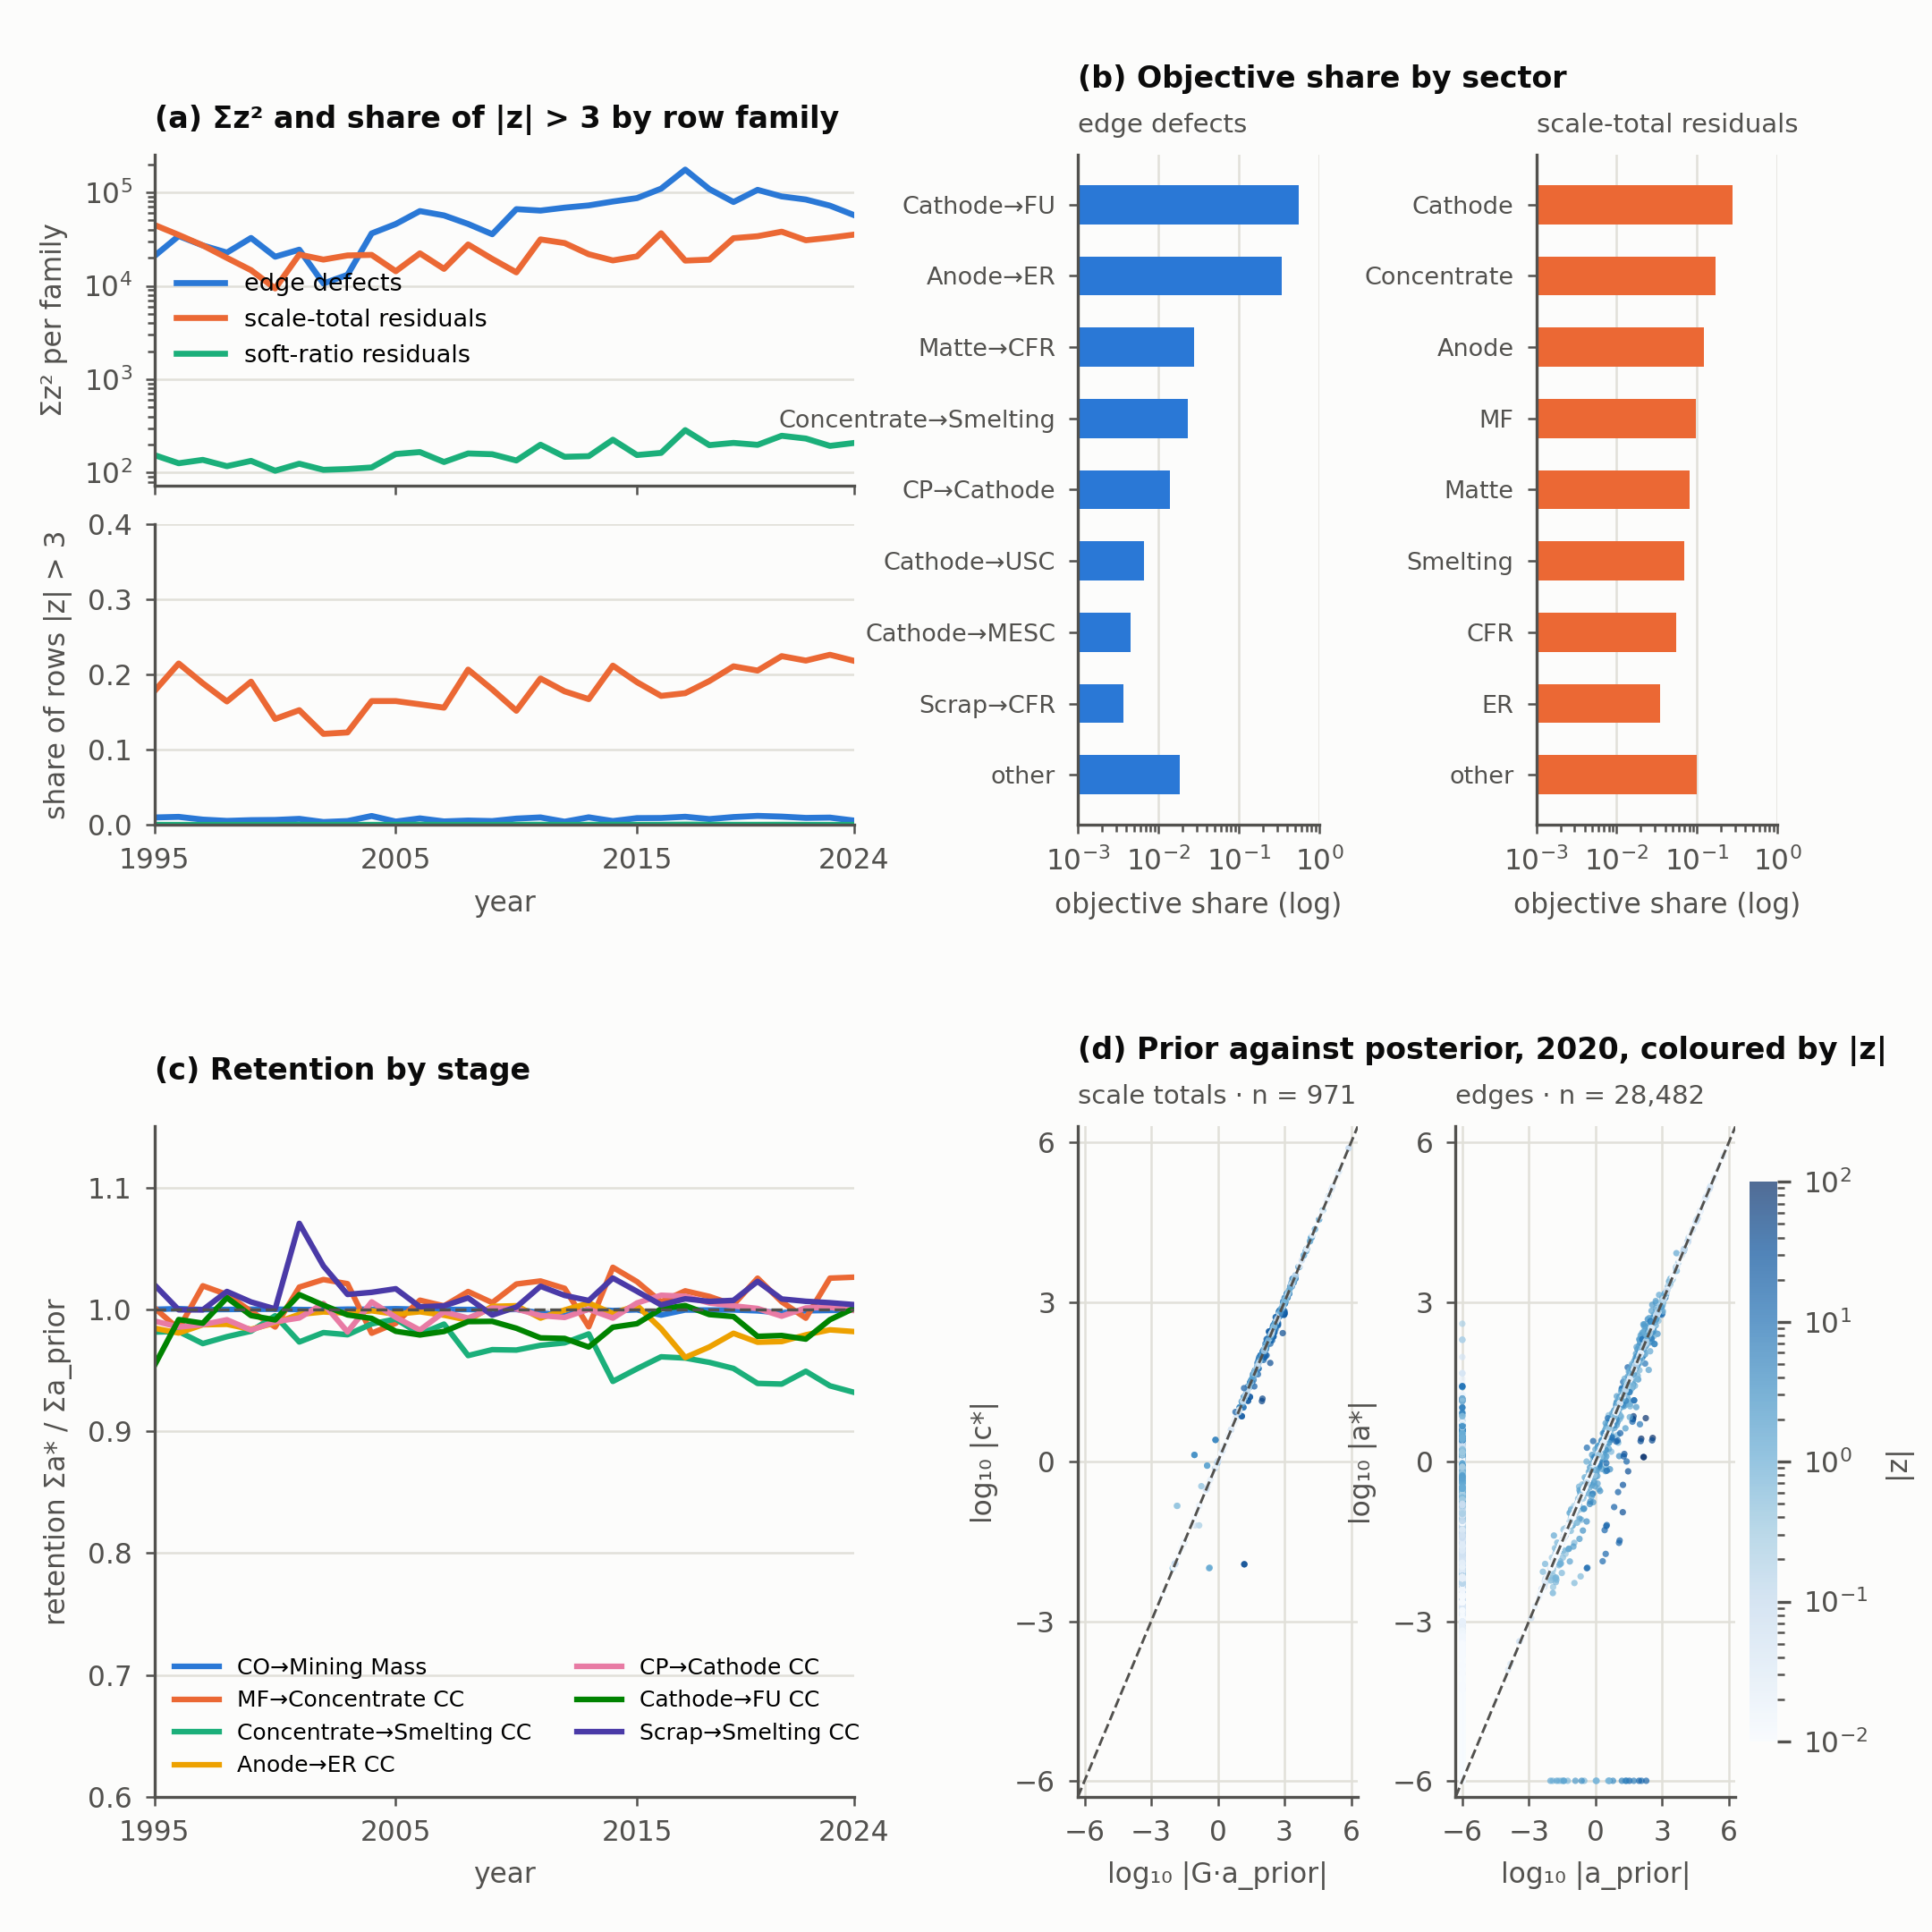 (a) Σz² and share of |z| > 3 by row family
Σz² per family
10⁵
10⁴
10³
10²
edge defects
scale-total residuals
soft-ratio residuals
share of rows |z| > 3
0.4
0.3
0.2
0.1
0.0
1995
2005
2015
2024
year
(b) Objective share by sector
edge defects
Cathode→FU
Anode→ER
Matte→CFR
Concentrate→Smelting
CP→Cathode
Cathode→USC
Cathode→MESC
Scrap→CFR
other
10⁻³ 10⁻² 10⁻¹ 10⁰
objective share (log)
scale-total residuals
Cathode
Concentrate
Anode
MF
Matte
Smelting
CFR
ER
other
10⁻³ 10⁻² 10⁻¹ 10⁰
objective share (log)
(c) Retention by stage
retention Σa* / Σa_prior
1.1
1.0
0.9
0.8
0.7
0.6
CO→Mining Mass
MF→Concentrate CC
Concentrate→Smelting CC
Anode→ER CC
CP→Cathode CC
Cathode→FU CC
Scrap→Smelting CC
1995
2005
2015
2024
year
(d) Prior against posterior, 2020, coloured by |z|
scale totals · n = 971
log₁₀ |c*|
6
3
0
−3
−6
−6 −3 0 3 6
log₁₀ |G·a_prior|
edges · n = 28,482
log₁₀ |a*|
6
3
0
−3
−6
−6 −3 0 3 6
log₁₀ |a_prior|
10²
10¹
10⁰
10⁻¹
10⁻²
|z|